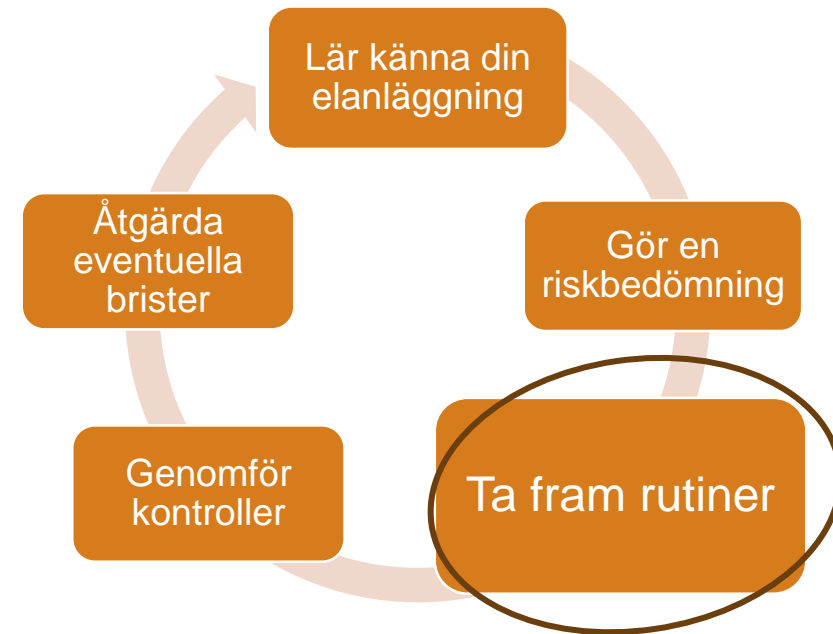 Lär känna din
elanläggning
Gör en
riskbedömning
Ta fram rutiner
Genomför
kontroller
Åtgärda
eventuella
brister